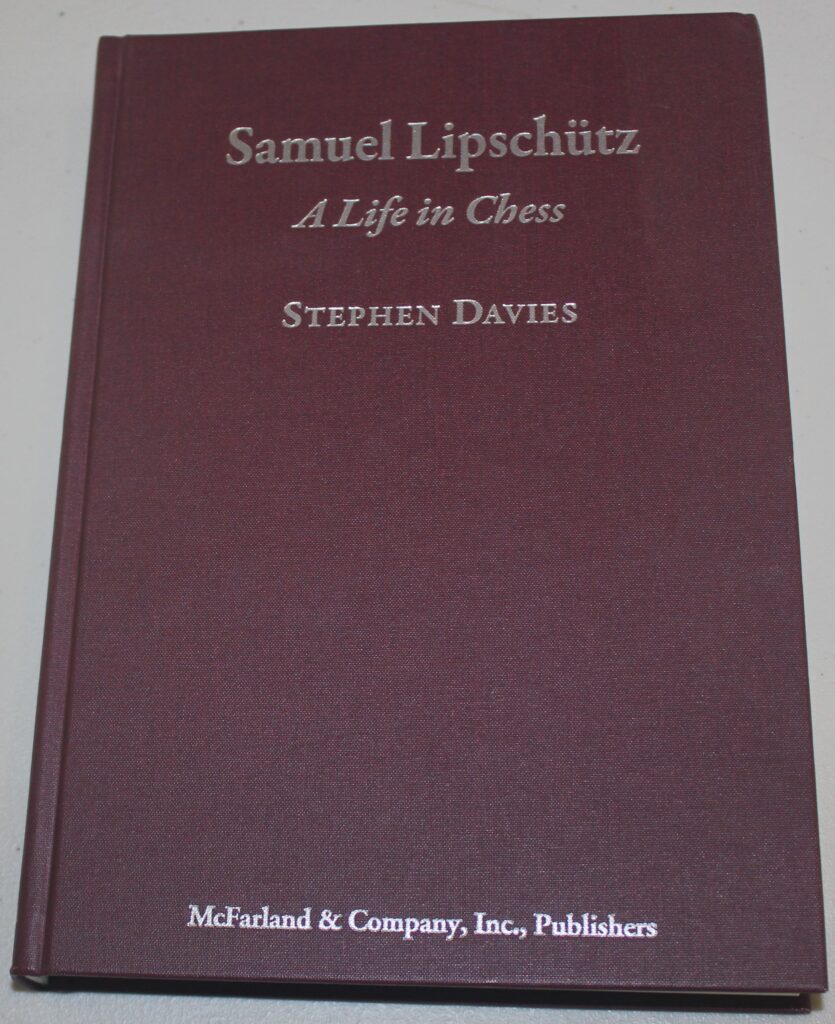 Samuel Lipschütz
A Life in Chess
STEPHEN DAVIES
McFarland & Company, Inc., Publishers